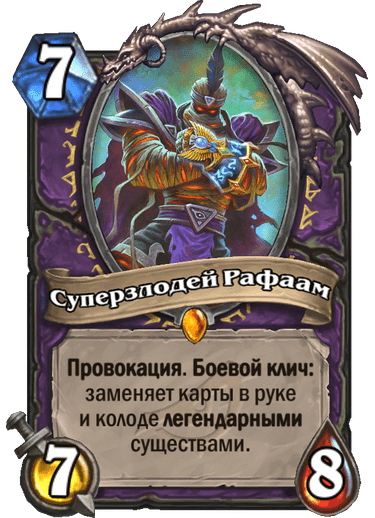 7
Суперзлодей Рафаам
Провокация. Боевой клич:
заменяет карты в руке
и колоде легендарными
существами.
7
8